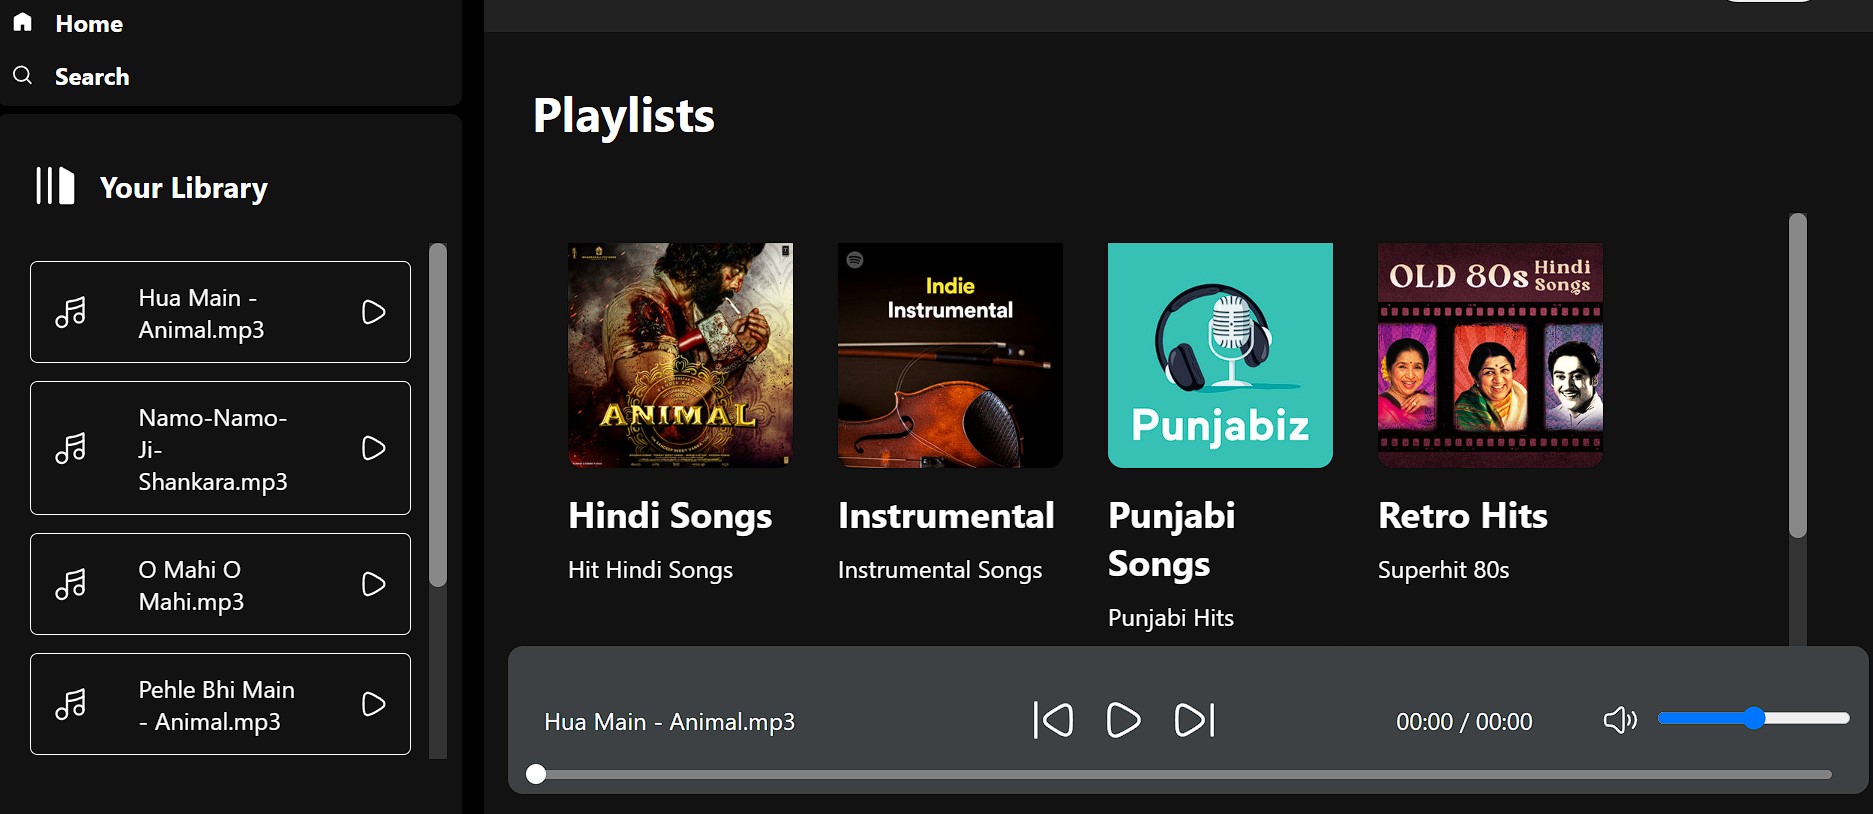 Home
Search
Your Library
Hua Main -
Animal.mp3
Namo-Namo-
Ji-
Shankara.mp3
O Mahi O
Mahi.mp3
Pehle Bhi Main
- Animal.mp3
Playlists
ANIMAL
Hindi Songs
Hit Hindi Songs
Indie
Instrumental
Instrumental
Instrumental Songs
Punjabiz
Punjabi
Songs
Punjabi Hits
OLD 80s Hindi
Songs
Retro Hits
Superhit 80s
Hua Main - Animal.mp3
00:00 / 00:00